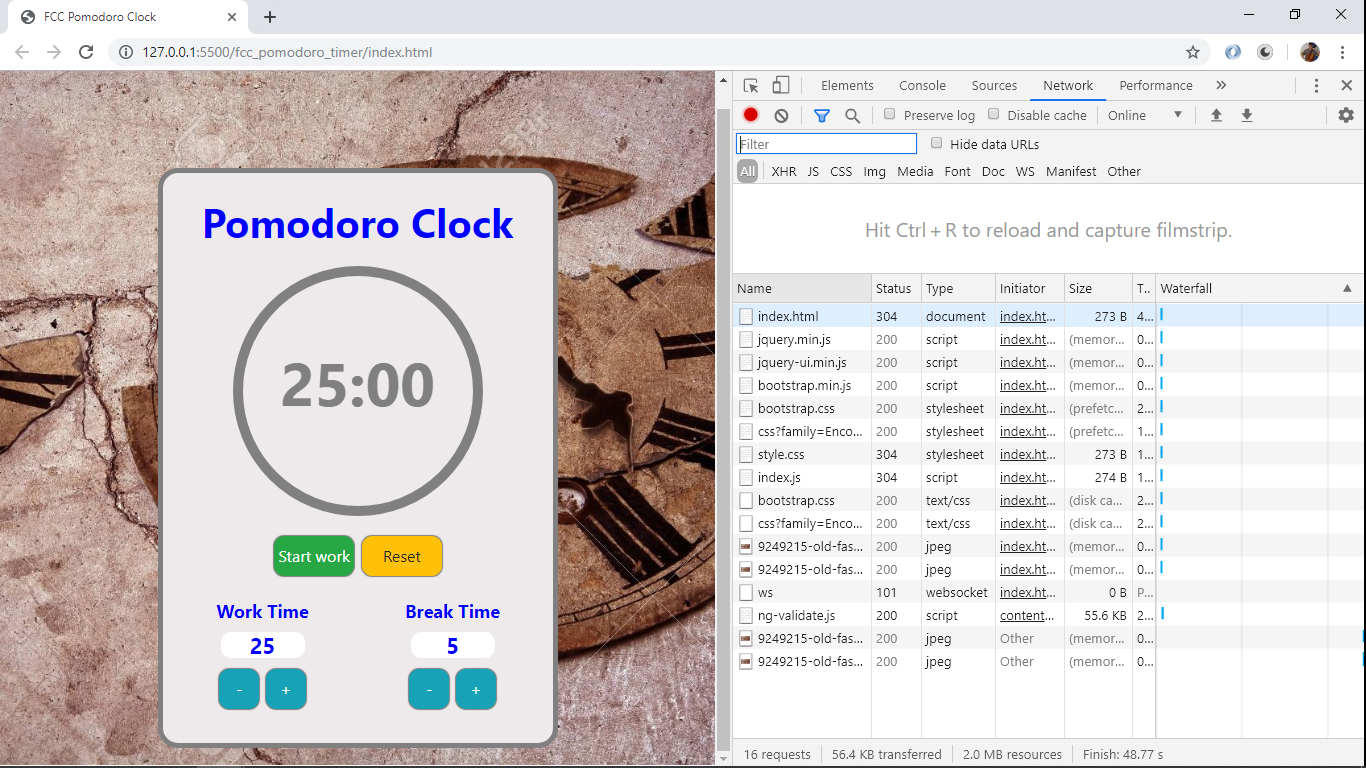 FCC Pomodoro Clock
127.0.0.1:5500/fcc_pomodoro_timer/index.html
Pomodoro Clock
25:00
Start work Reset
Work Time Break Time
25 5
- + - +
Elements Console Sources Network Performance »
Preserve log Disable cache Online
Filter Hide data URLs
All XHR JS CSS Img Media Font Doc WS Manifest Other
Hit Ctrl + R to reload and capture filmstrip.
Name Status Type Initiator Size T.. Waterfall
index.html 304 document index.ht... 273 B 4...
jquery.min.js 200 script index.ht... (memor... 0...
jquery-ui.min.js 200 script index.ht... (memor... 0...
bootstrap.min.js 200 script index.ht... (memor... 0...
bootstrap.css 200 stylesheet index.ht... (prefetc... 2...
css?family=Enco... 200 stylesheet index.ht... (prefetc... 1...
style.css 304 stylesheet index.ht... 273 B 1...
index.js 304 script index.ht... 274 B 1...
bootstrap.css 200 text/css index.ht... (disk ca... 2...
css?family=Enco... 200 text/css index.ht... (disk ca... 2...
9249215-old-fas... 200 jpeg index.ht... (memor... 0...
9249215-old-fas... 200 jpeg index.ht... (memor... 0...
ws 101 websocket index.ht... 0 B P...
ng-validate.js 200 script content... 55.6 KB 2...
9249215-old-fas... 200 jpeg Other (memor... 0...
9249215-old-fas... 200 jpeg Other (memor... 0...
16 requests 56.4 KB transferred 2.0 MB resources Finish: 48.77 s